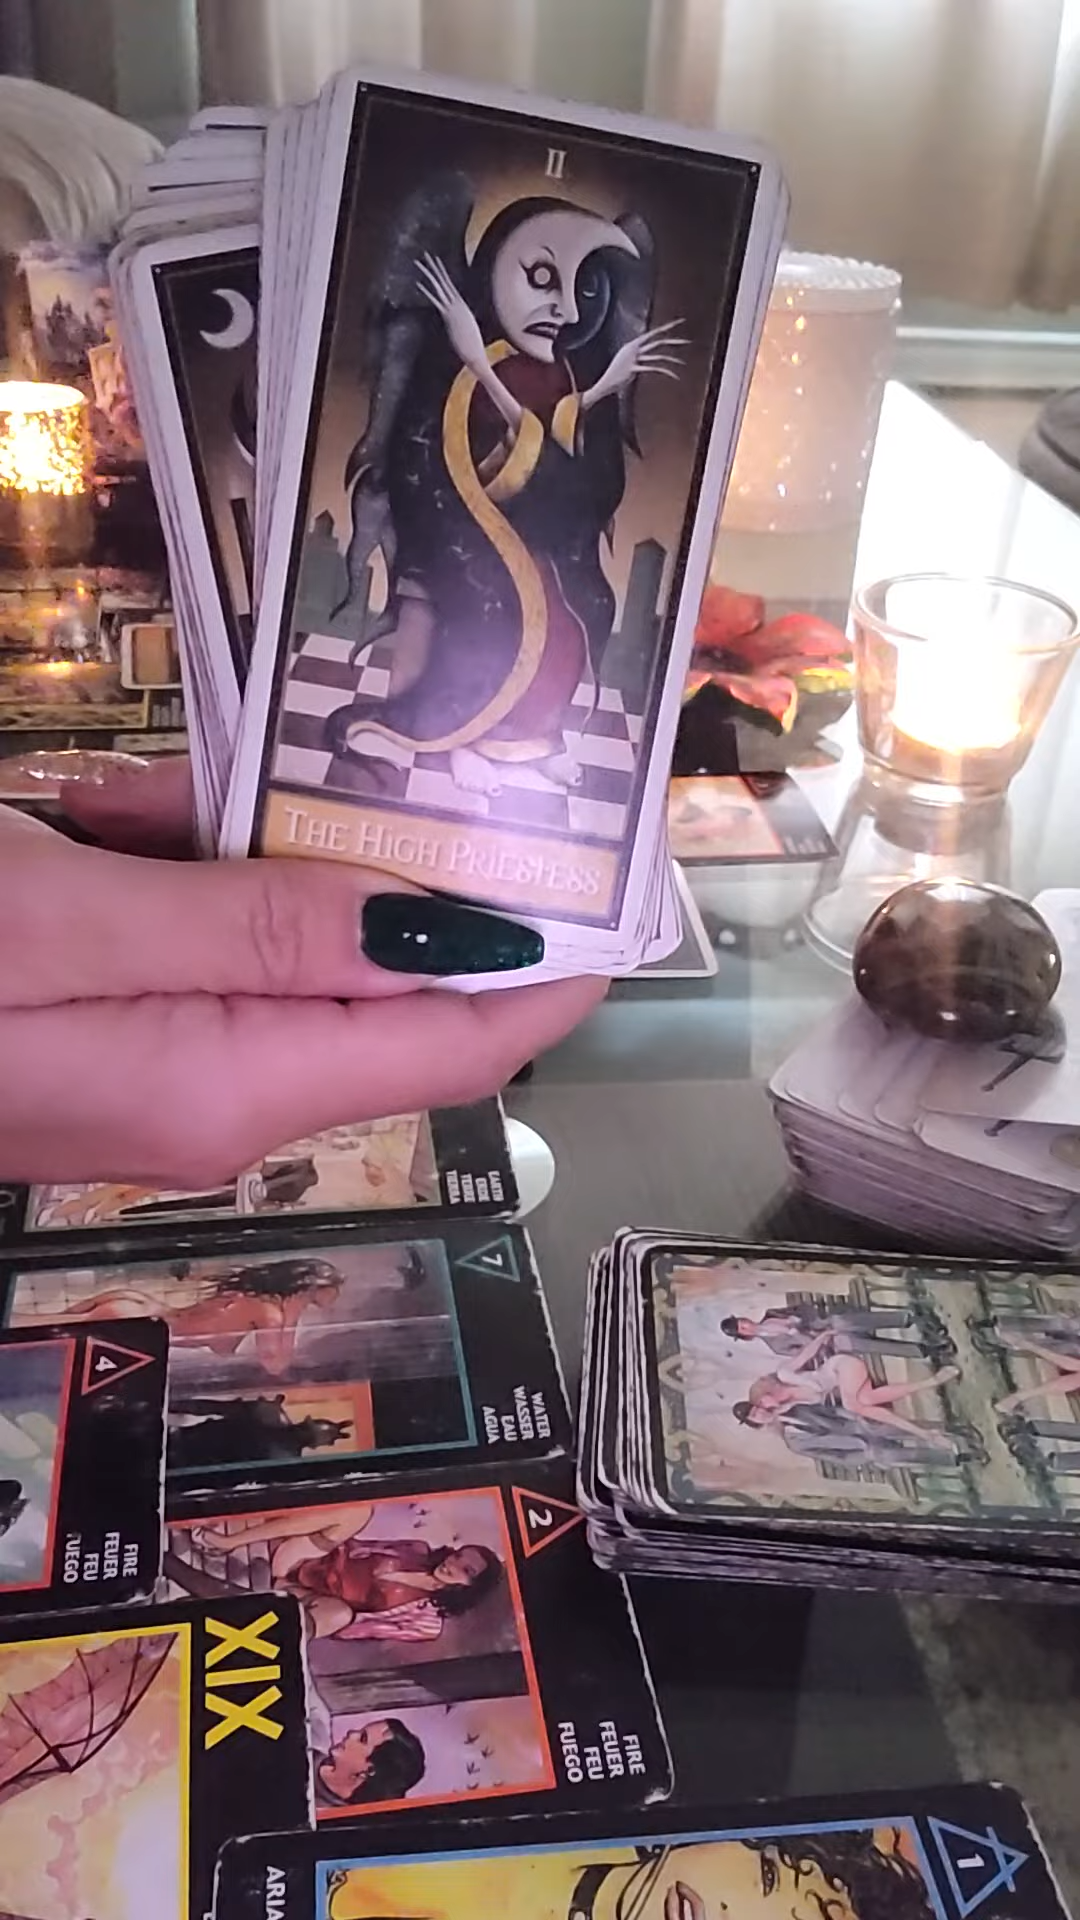 II
THE HIGH PRIESTESS
EARTH
ERDE
TERRE
TIERRA
7
WATER
WASSER
EAU
AGUA
4
FIRE
FEUER
FEU
FUEGO
2
FIRE
FEUER
FEU
FUEGO
XIX
1
ARIA